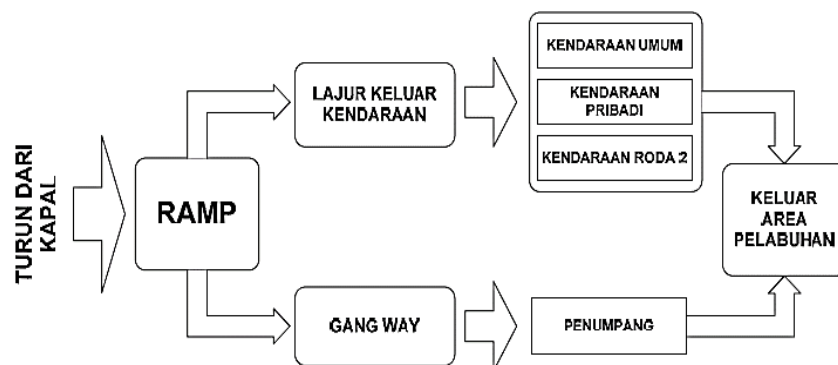 TURUN DARI
KAPAL
RAMP
LAJUR KELUAR
KENDARAAN
KENDARAAN UMUM
KENDARAAN
PRIBADI
KENDARAAN RODA 2
GANG WAY
PENUMPANG
KELUAR
AREA
PELABUHAN